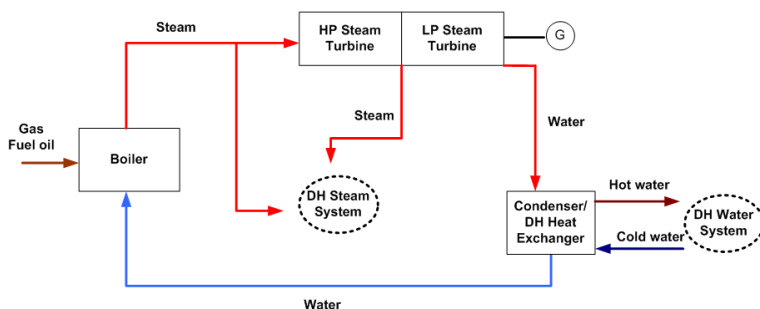 Steam
HP Steam
Turbine
LP Steam
Turbine
G
Steam
Water
Gas
Fuel oil
Boiler
DH Steam
System
Condenser/
DH Heat
Exchanger
Hot water
DH Water
System
Cold water
Water